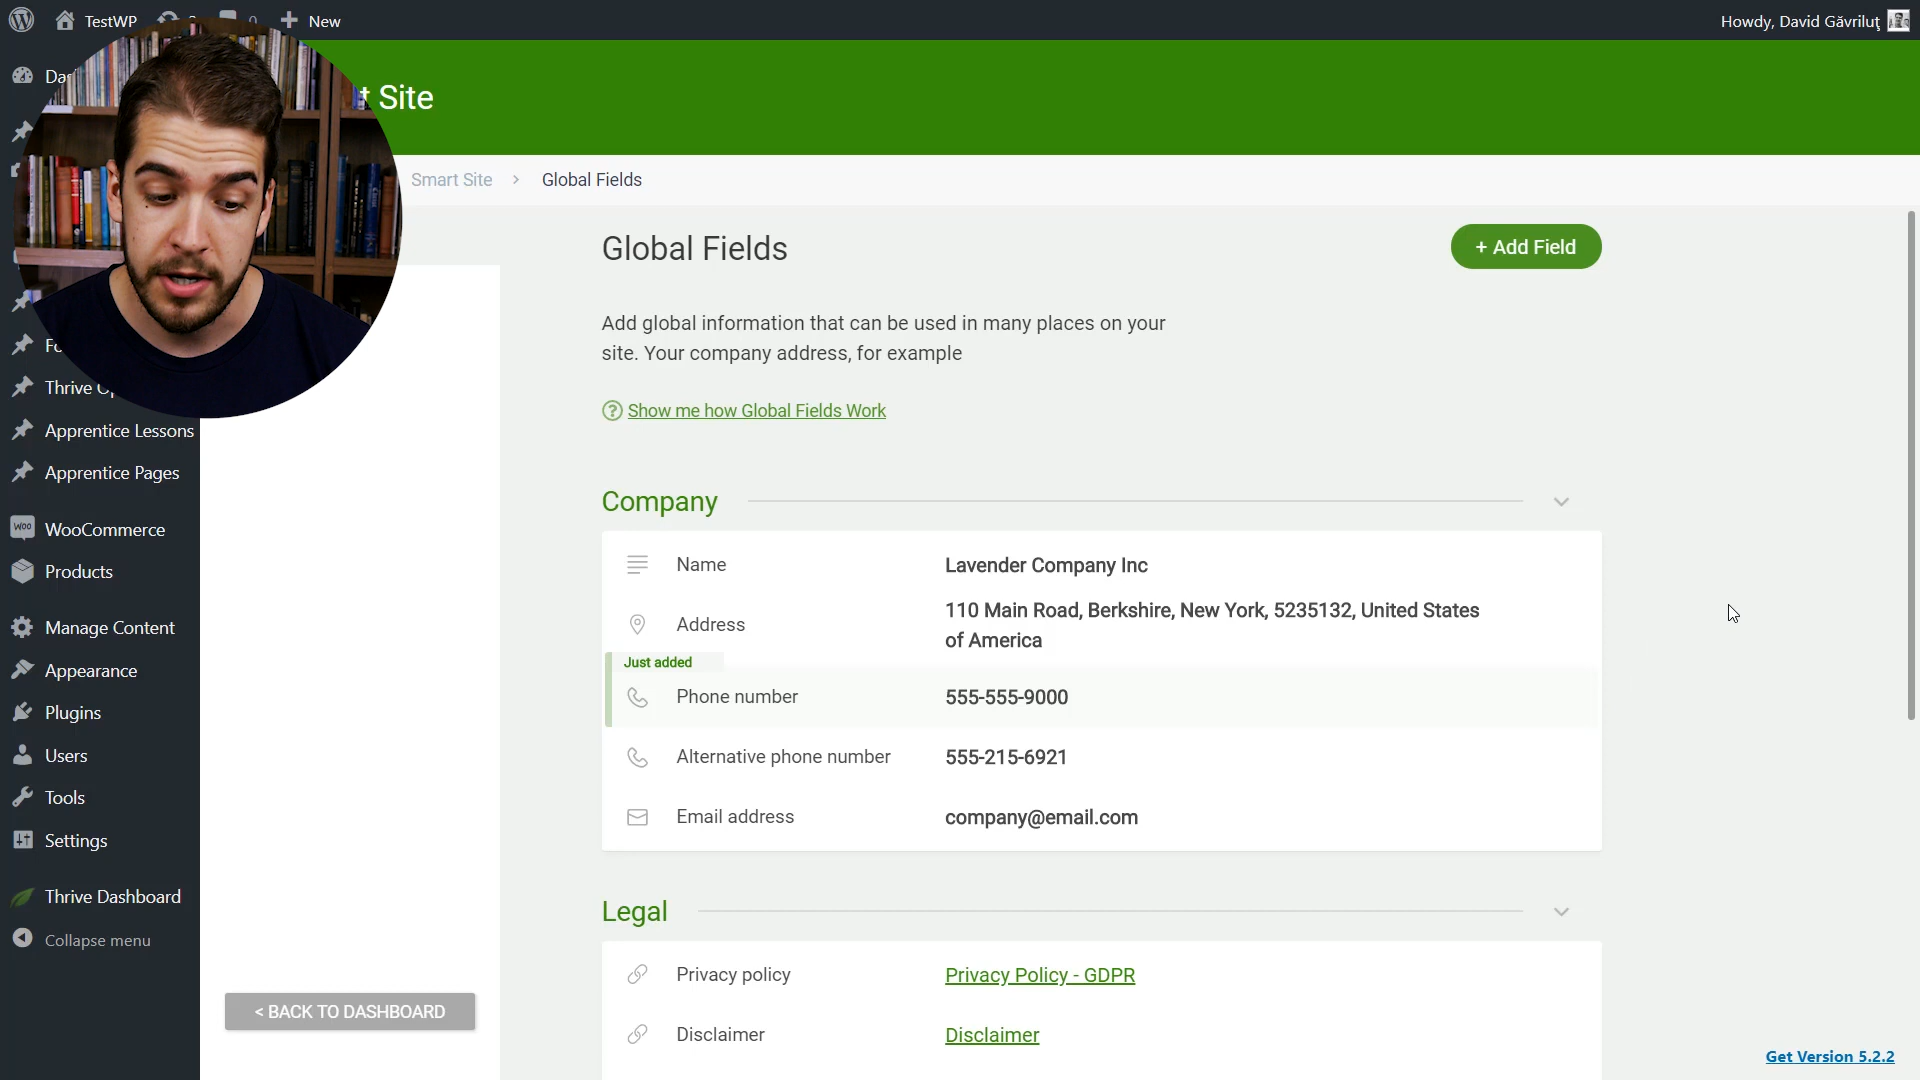 TestWP
0
New
Howdy, David Găvriluț
t Site
Smart Site > Global Fields
Global Fields
+ Add Field
Add global information that can be used in many places on your
site. Your company address, for example
? Show me how Global Fields Work
Thrive
Apprentice Lessons
Apprentice Pages
WOO
WooCommerce
Products
Manage Content
Appearance
Plugins
Users
Tools
Settings
Thrive Dashboard
Collapse menu
< BACK TO DASHBOARD
Company
Name
Lavender Company Inc
Address
110 Main Road, Berkshire, New York, 5235132, United States
of America
Just added
Phone number
555-555-9000
Alternative phone number
555-215-6921
Email address
company@email.com
Legal
Privacy policy
Privacy Policy - GDPR
Disclaimer
Disclaimer
Get Version 5.2.2